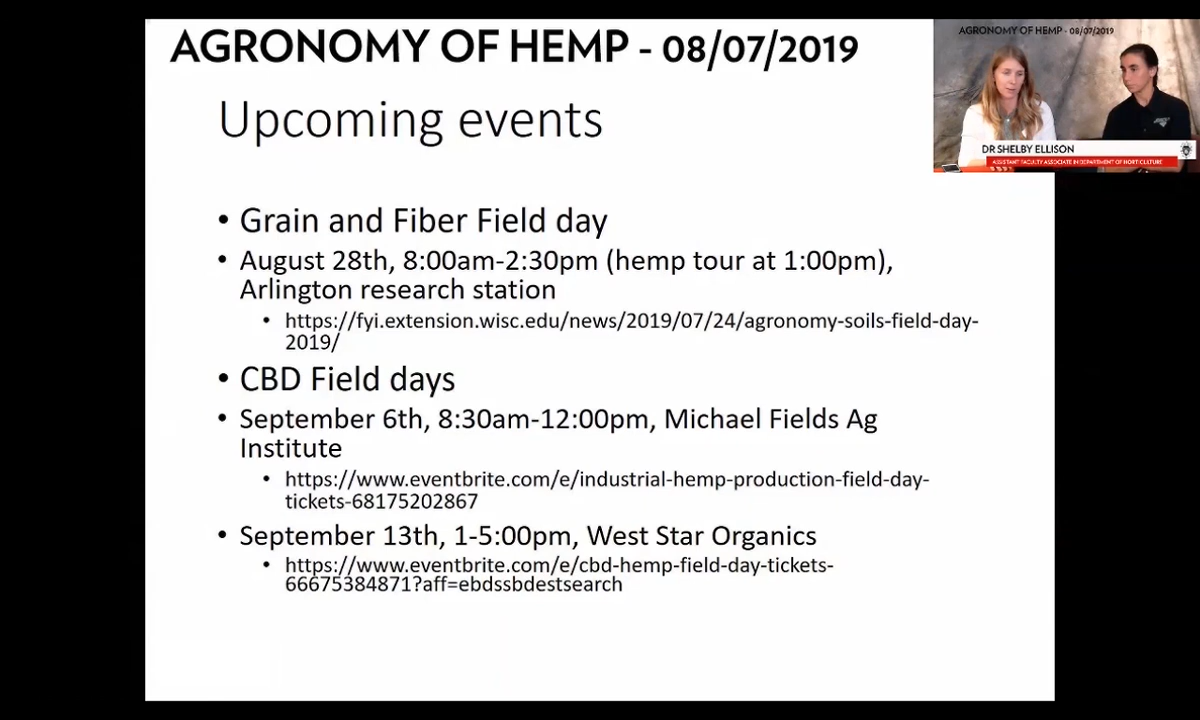 AGRONOMY OF HEMP - 08/07/2019
AGRONOMY OF HEMP - 08/07/2019
DR SHELBY ELLISON
ASSISTANT FACULTY ASSOCIATE IN DEPARTMENT OF HORTICULTURE
Upcoming events
• Grain and Fiber Field day
• August 28th, 8:00am-2:30pm (hemp tour at 1:00pm),
Arlington research station
• https://fyi.extension.wisc.edu/news/2019/07/24/agronomy-soils-field-day-
2019/
• CBD Field days
• September 6th, 8:30am-12:00pm, Michael Fields Ag
Institute
• https://www.eventbrite.com/e/industrial-hemp-production-field-day-
tickets-68175202867
• September 13th, 1-5:00pm, West Star Organics
• https://www.eventbrite.com/e/cbd-hemp-field-day-tickets-
66675384871?aff=ebdssbdestsearch